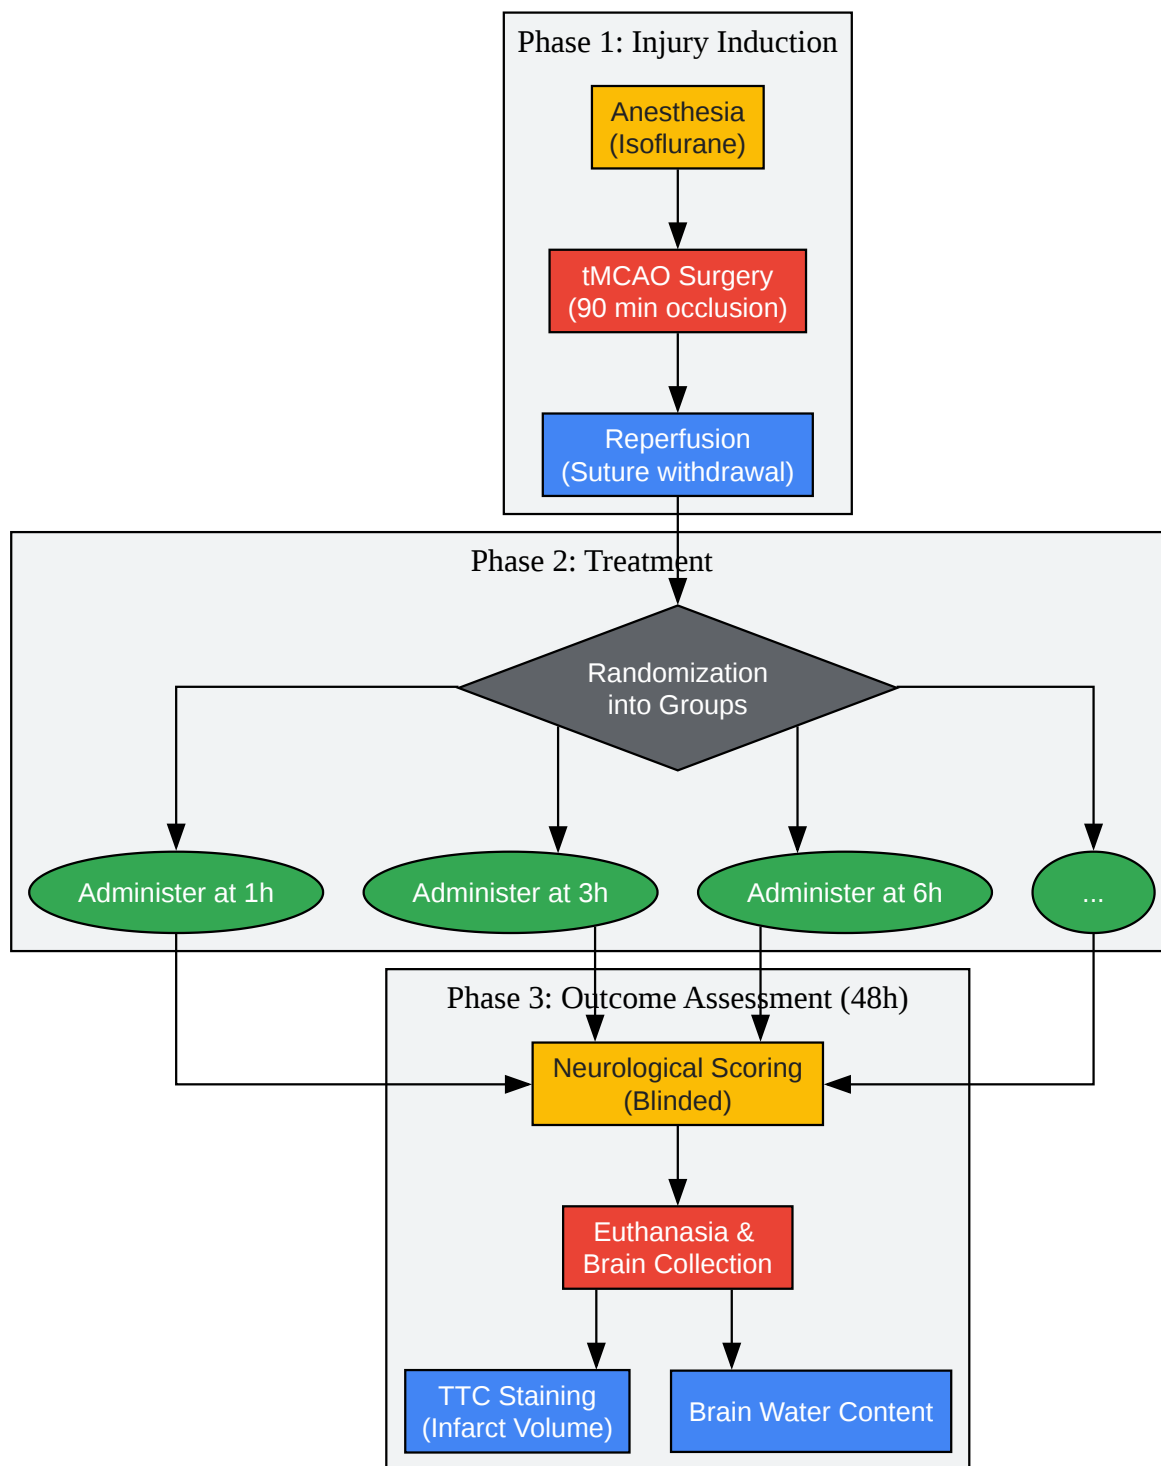 Phase 1: Injury Induction
Anesthesia
(Isoflurane)
tMCAO Surgery
(90 min occlusion)
Reperfusion
(Suture withdrawal)
Phase 2: Treatment
Randomization
into Groups
Administer at 1h
Administer at 3h
Administer at 6h
...
Phase 3: Outcome Assessment (48h)
Neurological Scoring
(Blinded)
Euthanasia &
Brain Collection
TTC Staining
(Infarct Volume)
Brain Water Content